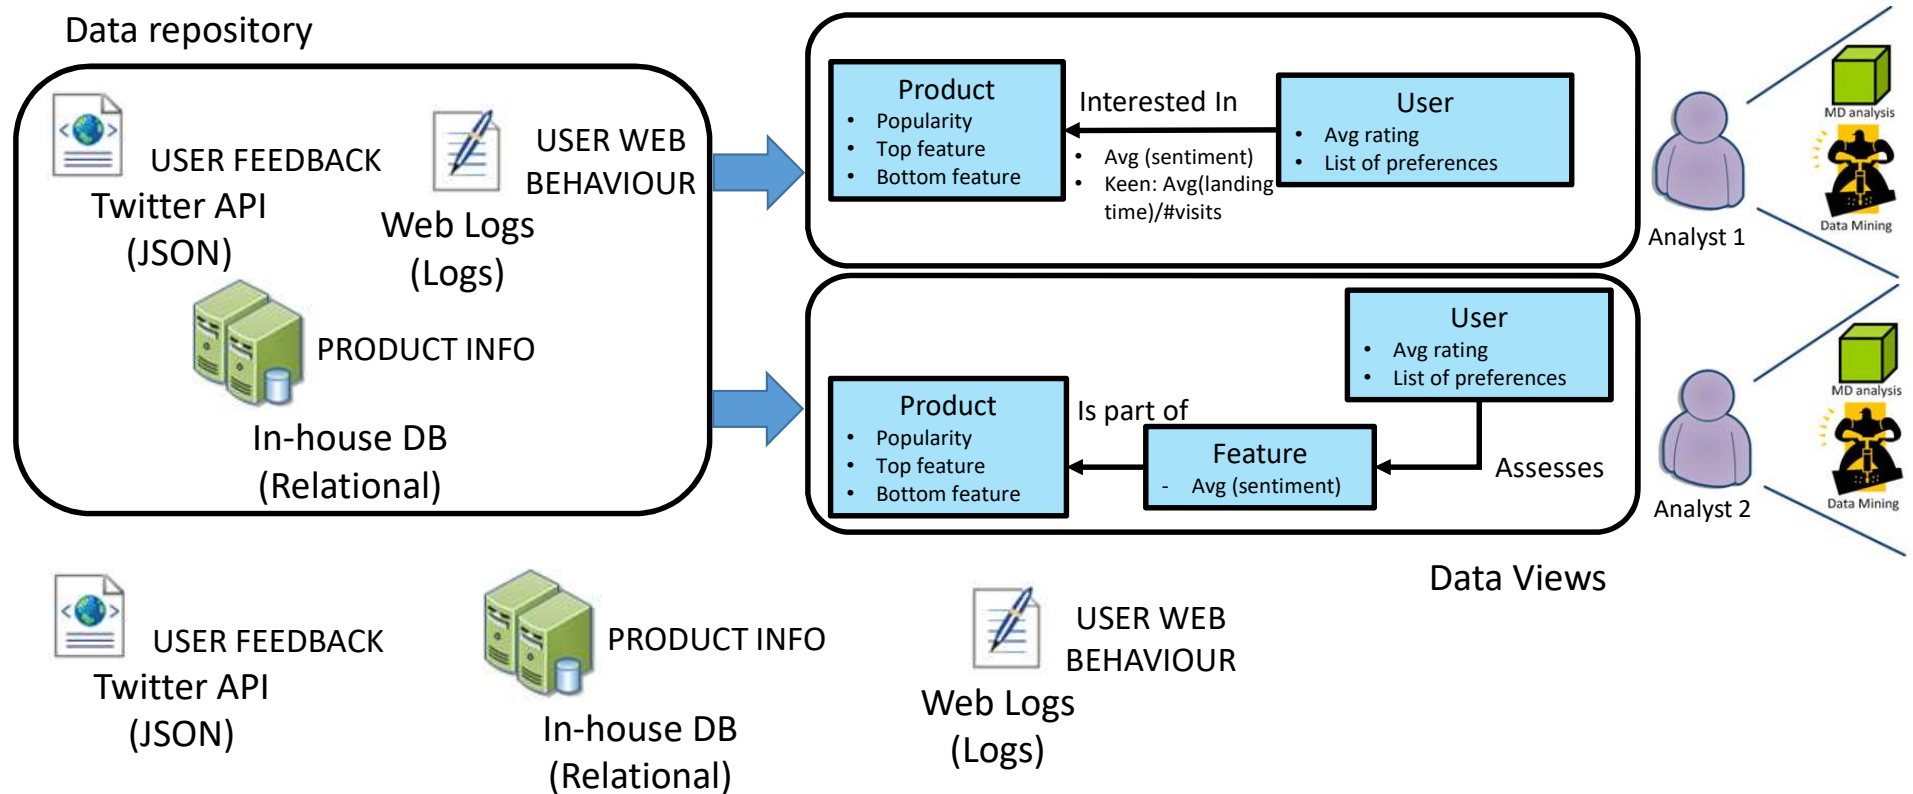 Data repository
USER FEEDBACK
Twitter API
(JSON)
USER WEB
BEHAVIOUR
Web Logs
(Logs)
PRODUCT INFO
In-house DB
(Relational)
Product
• Popularity
• Top feature
• Bottom feature
Interested In
• Avg (sentiment)
• Keen: Avg(landing
time)/#visits
User
• Avg rating
• List of preferences
Analyst 1
MD analysis
Data Mining
Product
• Popularity
• Top feature
• Bottom feature
Is part of
Feature
- Avg (sentiment)
User
• Avg rating
• List of preferences
Assesses
Analyst 2
MD analysis
Data Mining
Data Views
USER FEEDBACK
Twitter API
(JSON)
PRODUCT INFO
In-house DB
(Relational)
USER WEB
BEHAVIOUR
Web Logs
(Logs)